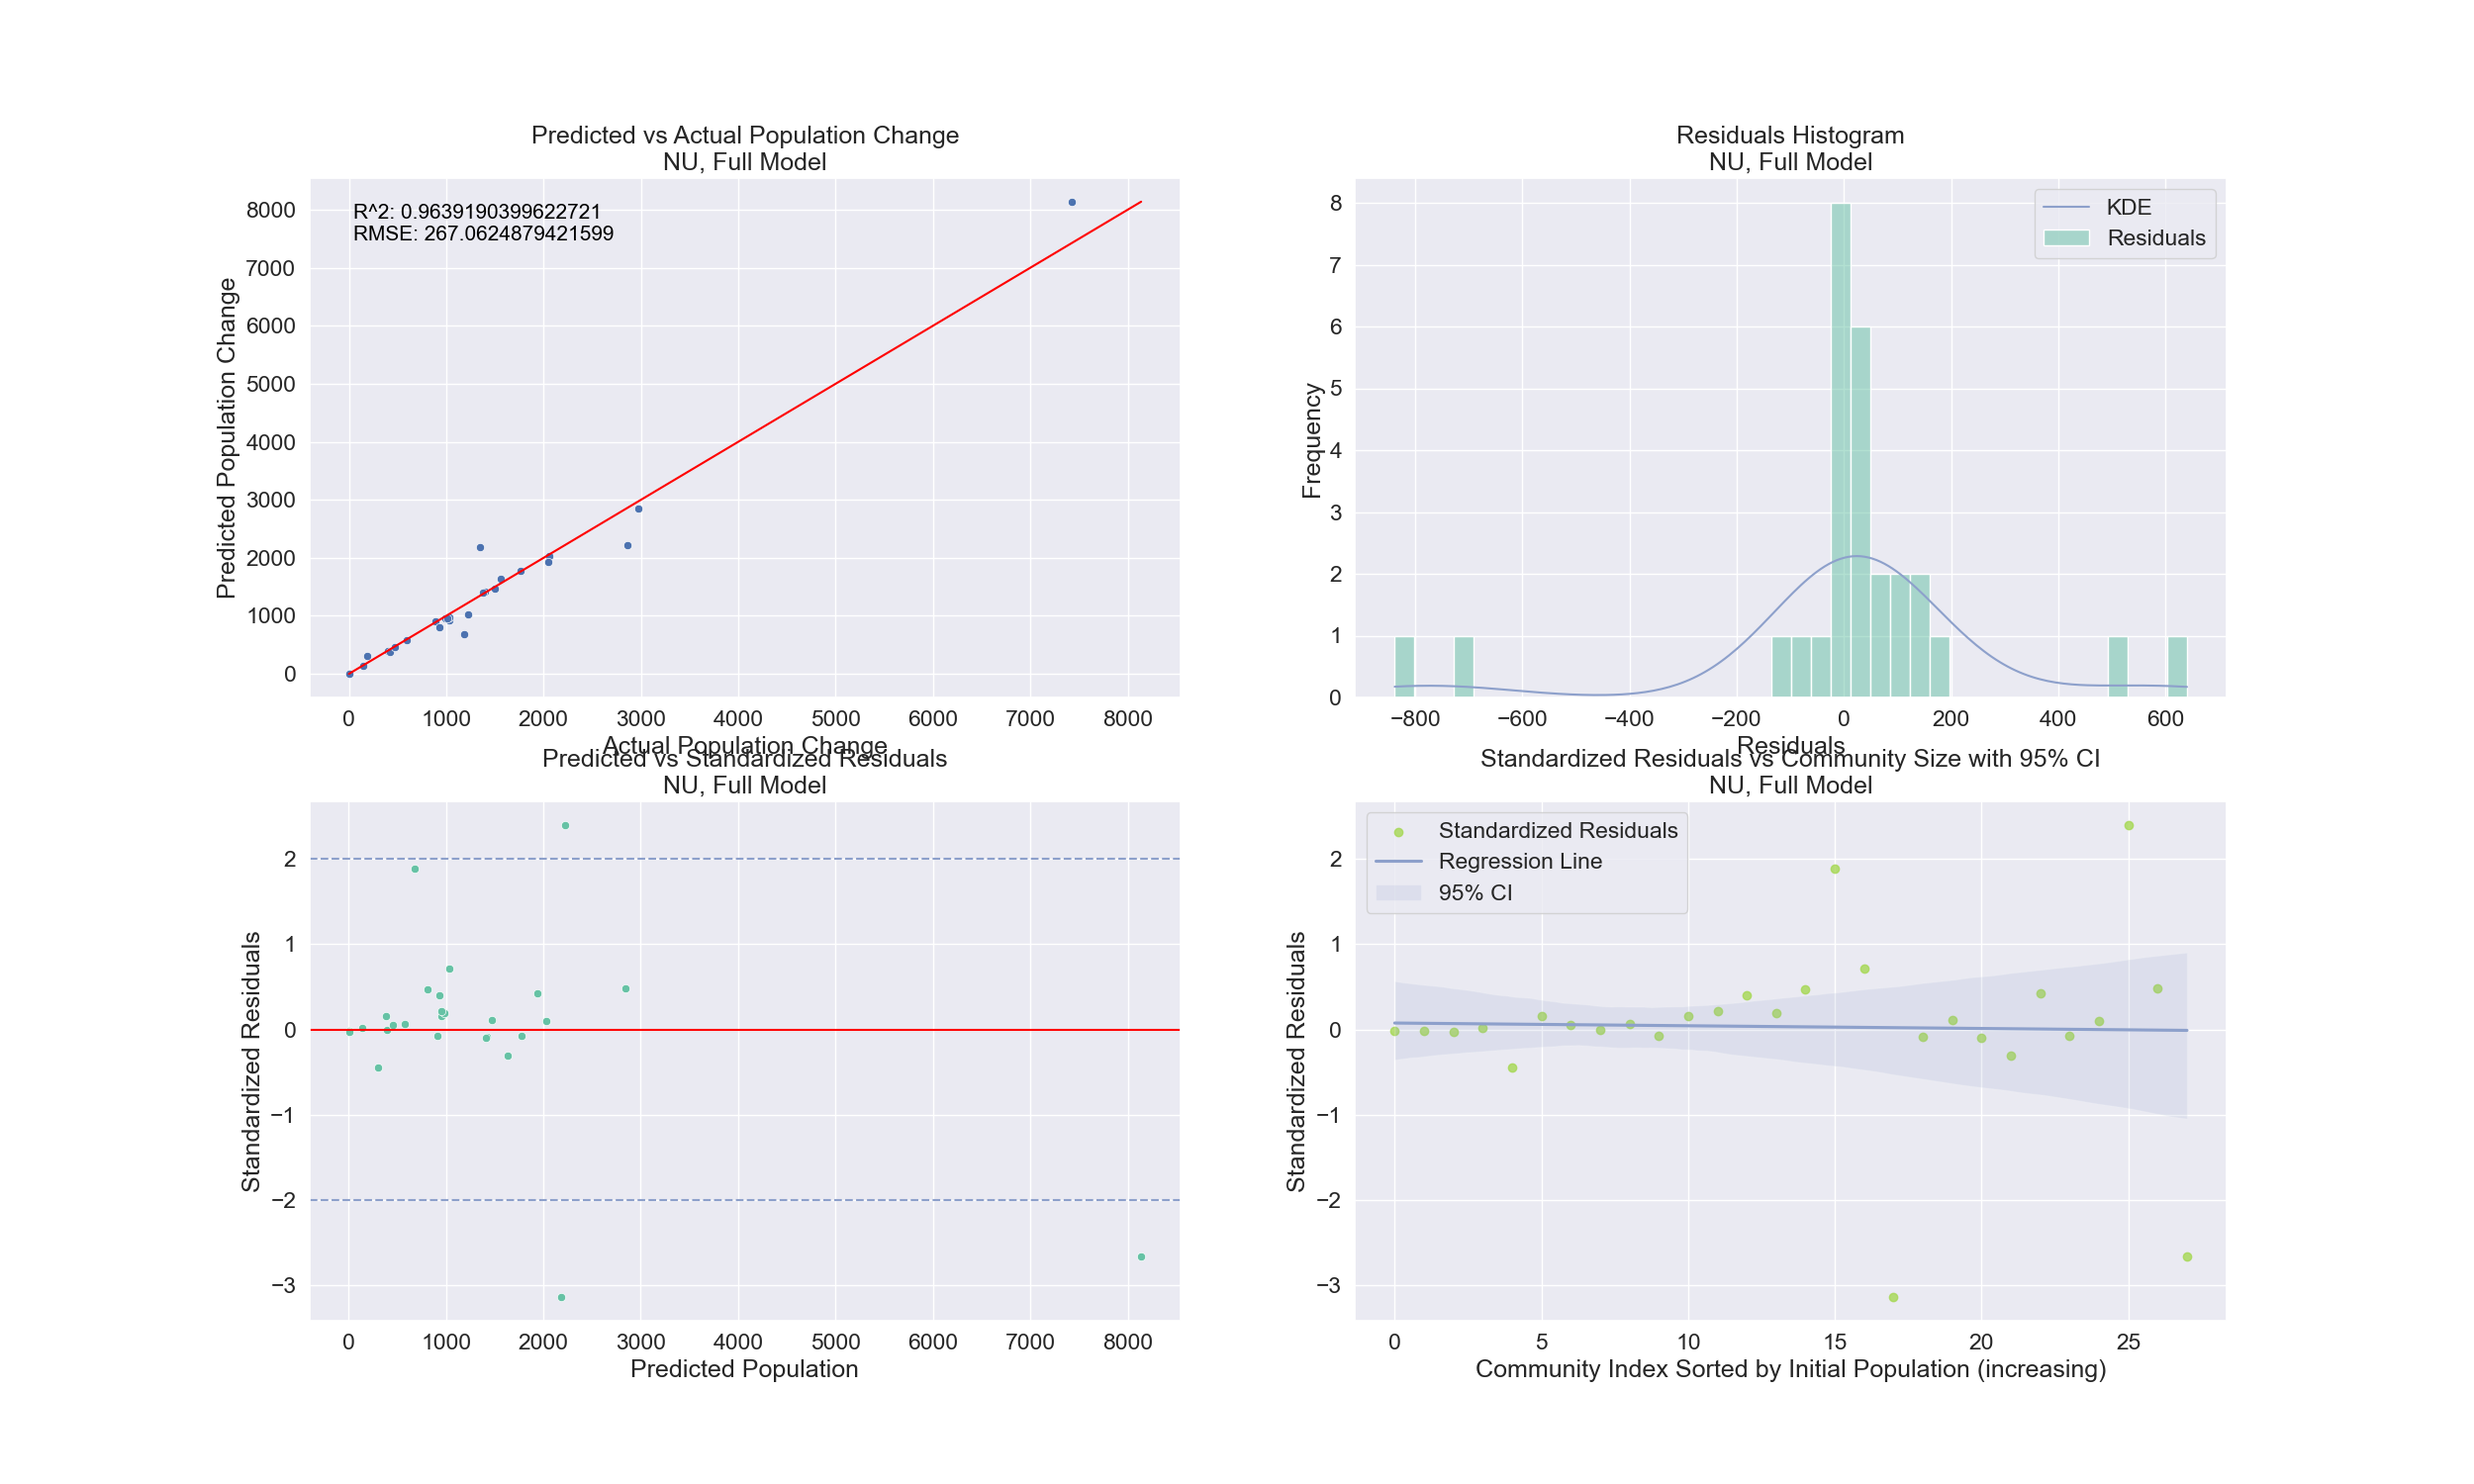 Predicted vs Actual Population Change
NU, Full Model
R^2: 0.9639190399622721
RMSE: 267.0624879421599
8000
7000
6000
5000
4000
3000
2000
1000
0
Predicted Population Change
0 1000 2000 3000 4000 5000 6000 7000 8000
Actual Population Change
Residuals Histogram
NU, Full Model
KDE
Residuals
8
7
6
5
4
3
2
1
0
Frequency
−800 −600 −400 −200 0 200 400 600
Residuals
Predicted vs Standardized Residuals
NU, Full Model
2
1
0
−1
−2
−3
Standardized Residuals
0 1000 2000 3000 4000 5000 6000 7000 8000
Predicted Population
Standardized Residuals vs Community Size with 95% CI
NU, Full Model
Standardized Residuals
Regression Line
95% CI
2
1
0
−1
−2
−3
Standardized Residuals
0 5 10 15 20 25
Community Index Sorted by Initial Population (increasing)